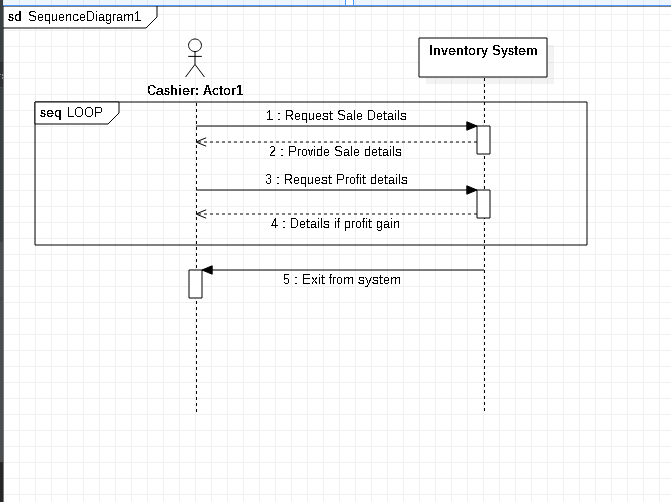 sd SequenceDiagram1
Inventory System
Cashier: Actor1
seq LOOP
1 : Request Sale Details
2 : Provide Sale details
3 : Request Profit details
4 : Details if profit gain
5 : Exit from system